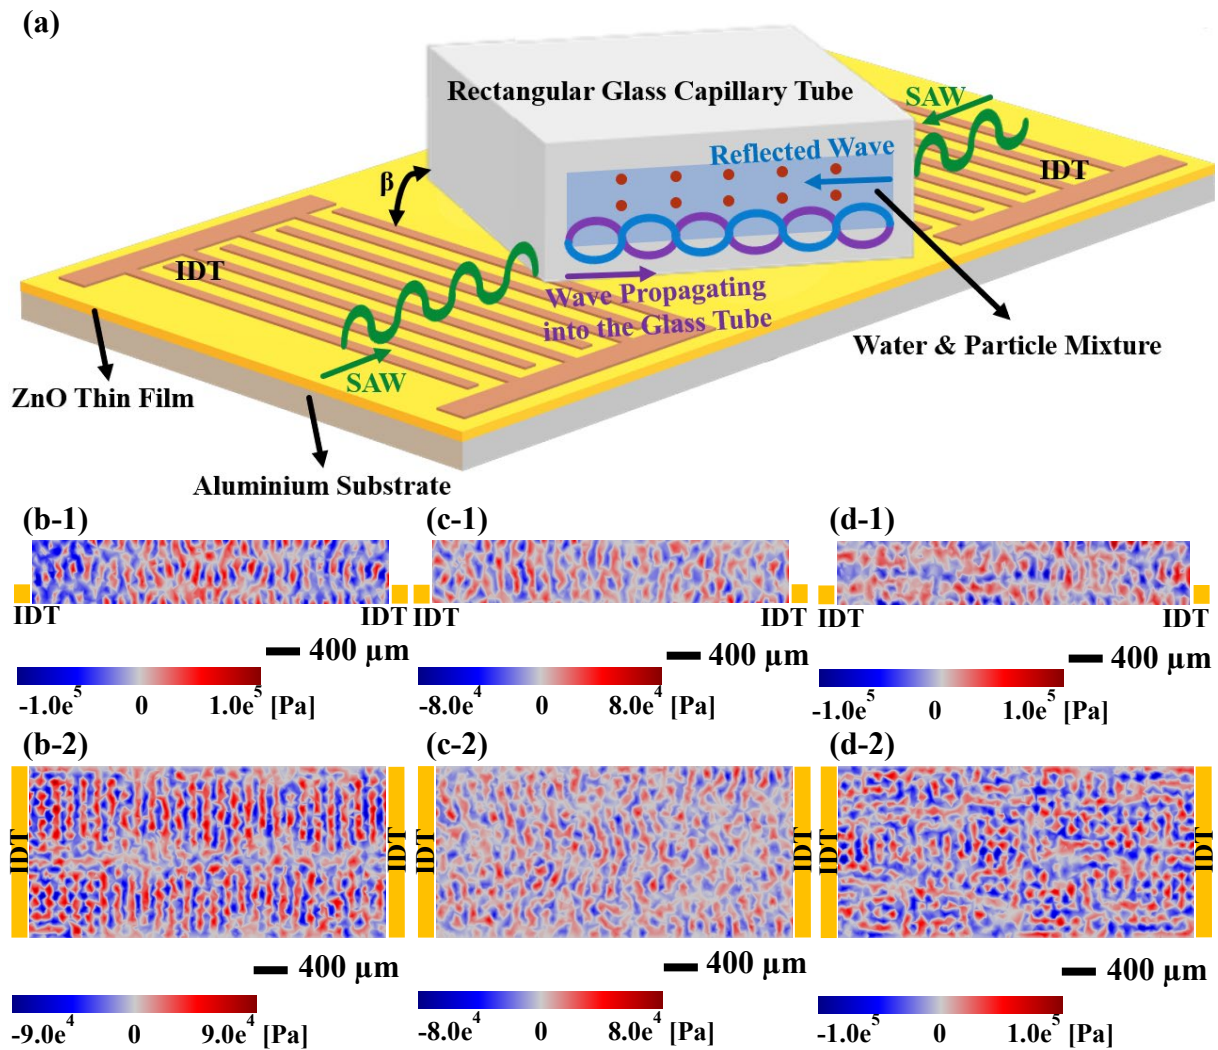 (a)
Rectangular Glass Capillary Tube
SAW
Reflected Wave
IDT
β
IDT
Wave Propagating
into the Glass Tube
Water & Particle Mixture
SAW
ZnO Thin Film
Aluminium Substrate
(b-1)
(c-1)
(d-1)
IDT
IDT
IDT
IDT
IDT
IDT
400 µm
400 µm
400 µm
-1.0e⁵ 0 1.0e⁵ [Pa]
-8.0e⁴ 0 8.0e⁴ [Pa]
-1.0e⁵ 0 1.0e⁵ [Pa]
(b-2)
(c-2)
(d-2)
IDT
IDT
IDT
IDT
IDT
IDT
400 µm
400 µm
400 µm
-9.0e⁴ 0 9.0e⁴ [Pa]
-8.0e⁴ 0 8.0e⁴ [Pa]
-1.0e⁵ 0 1.0e⁵ [Pa]